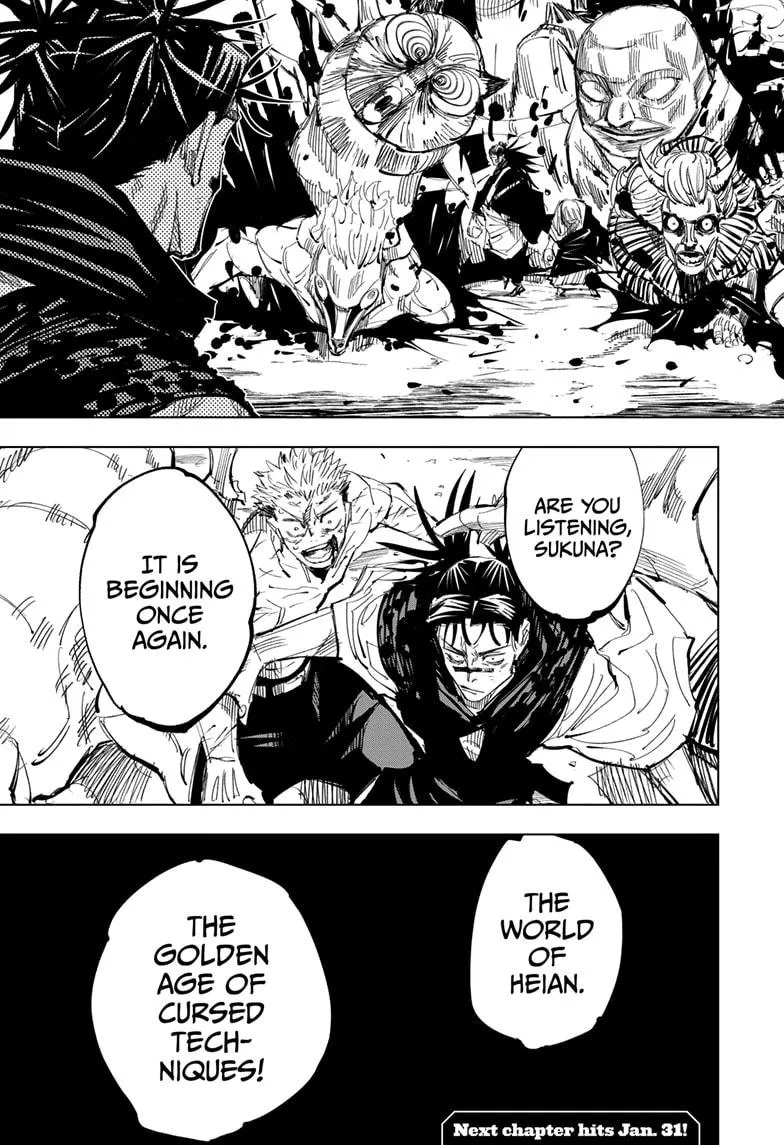 ARE YOU
LISTENING,
SUKUNA?
IT IS
BEGINNING
ONCE
AGAIN.
THE
WORLD
OF
HEIAN.
THE
GOLDEN
AGE OF
CURSED
TECH-
NIQUES!
Next chapter hits Jan. 31!